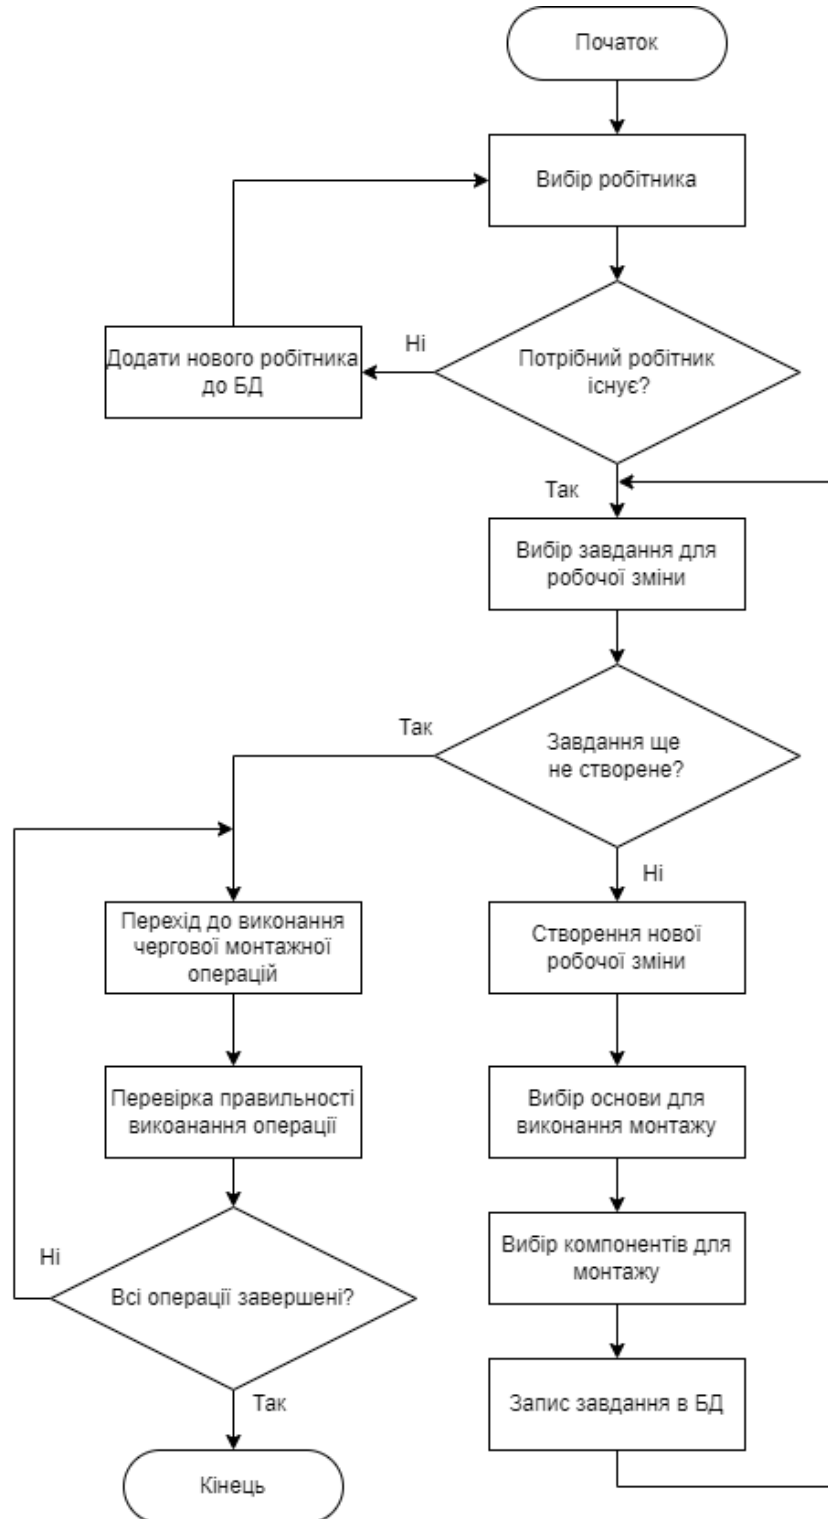 Початок
Вибір робітника
Ні
Додати нового робітника
до БД
Потрібний робітник
існує?
Так
Вибір завдання для
робочої зміни
Так
Завдання ще
не створене?
Ні
Перехід до виконання
чергової монтажної
операцій
Створення нової
робочої зміни
Перевірка правильності
викоанання операції
Вибір основи для
виконання монтажу
Ні
Всі операції завершені?
Вибір компонентів для
монтажу
Так
Запис завдання в БД
Кінець